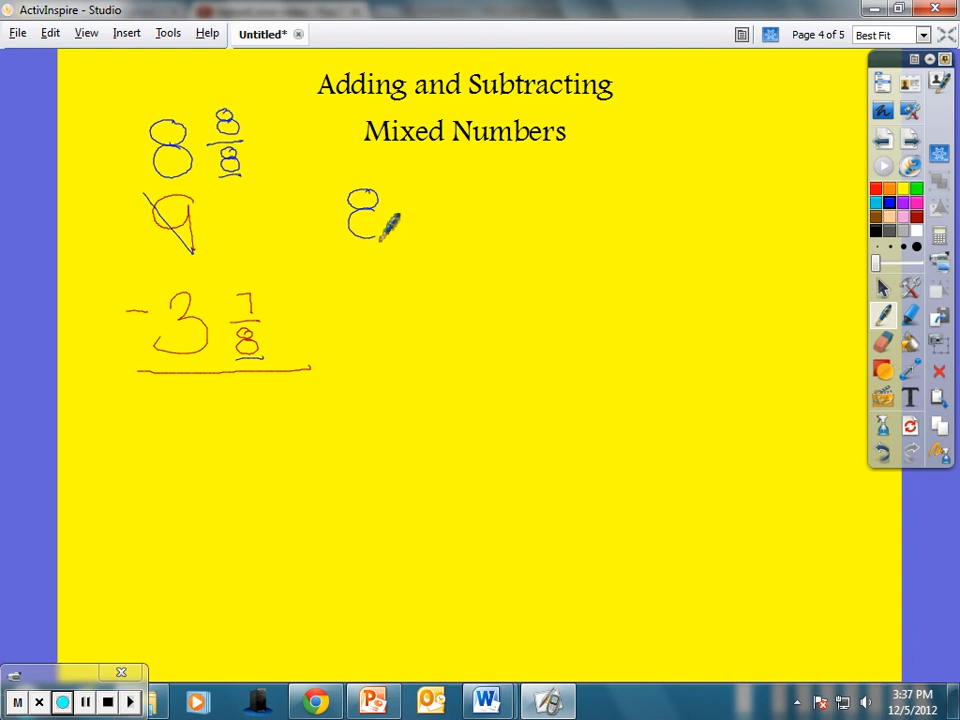 ActivInspire - Studio
File Edit View Insert Tools Help Untitled* Page 4 of 5 Best Fit
Adding and Subtracting
Mixed Numbers
8 8/8
9
8
- 3 7/8
M
3:37 PM
12/5/2012